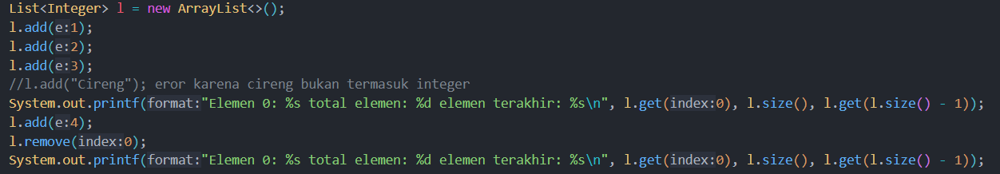 List<Integer> l = new ArrayList<>();
l.add(e:1);
l.add(e:2);
l.add(e:3);
//l.add("Cireng"); eror karena cireng bukan termasuk integer
System.out.printf(format:"Elemen 0: %s total elemen: %d elemen terakhir: %s\n", l.get(index:0), l.size(), l.get(l.size() - 1));
l.add(e:4);
l.remove(index:0);
System.out.printf(format:"Elemen 0: %s total elemen: %d elemen terakhir: %s\n", l.get(index:0), l.size(), l.get(l.size() - 1));